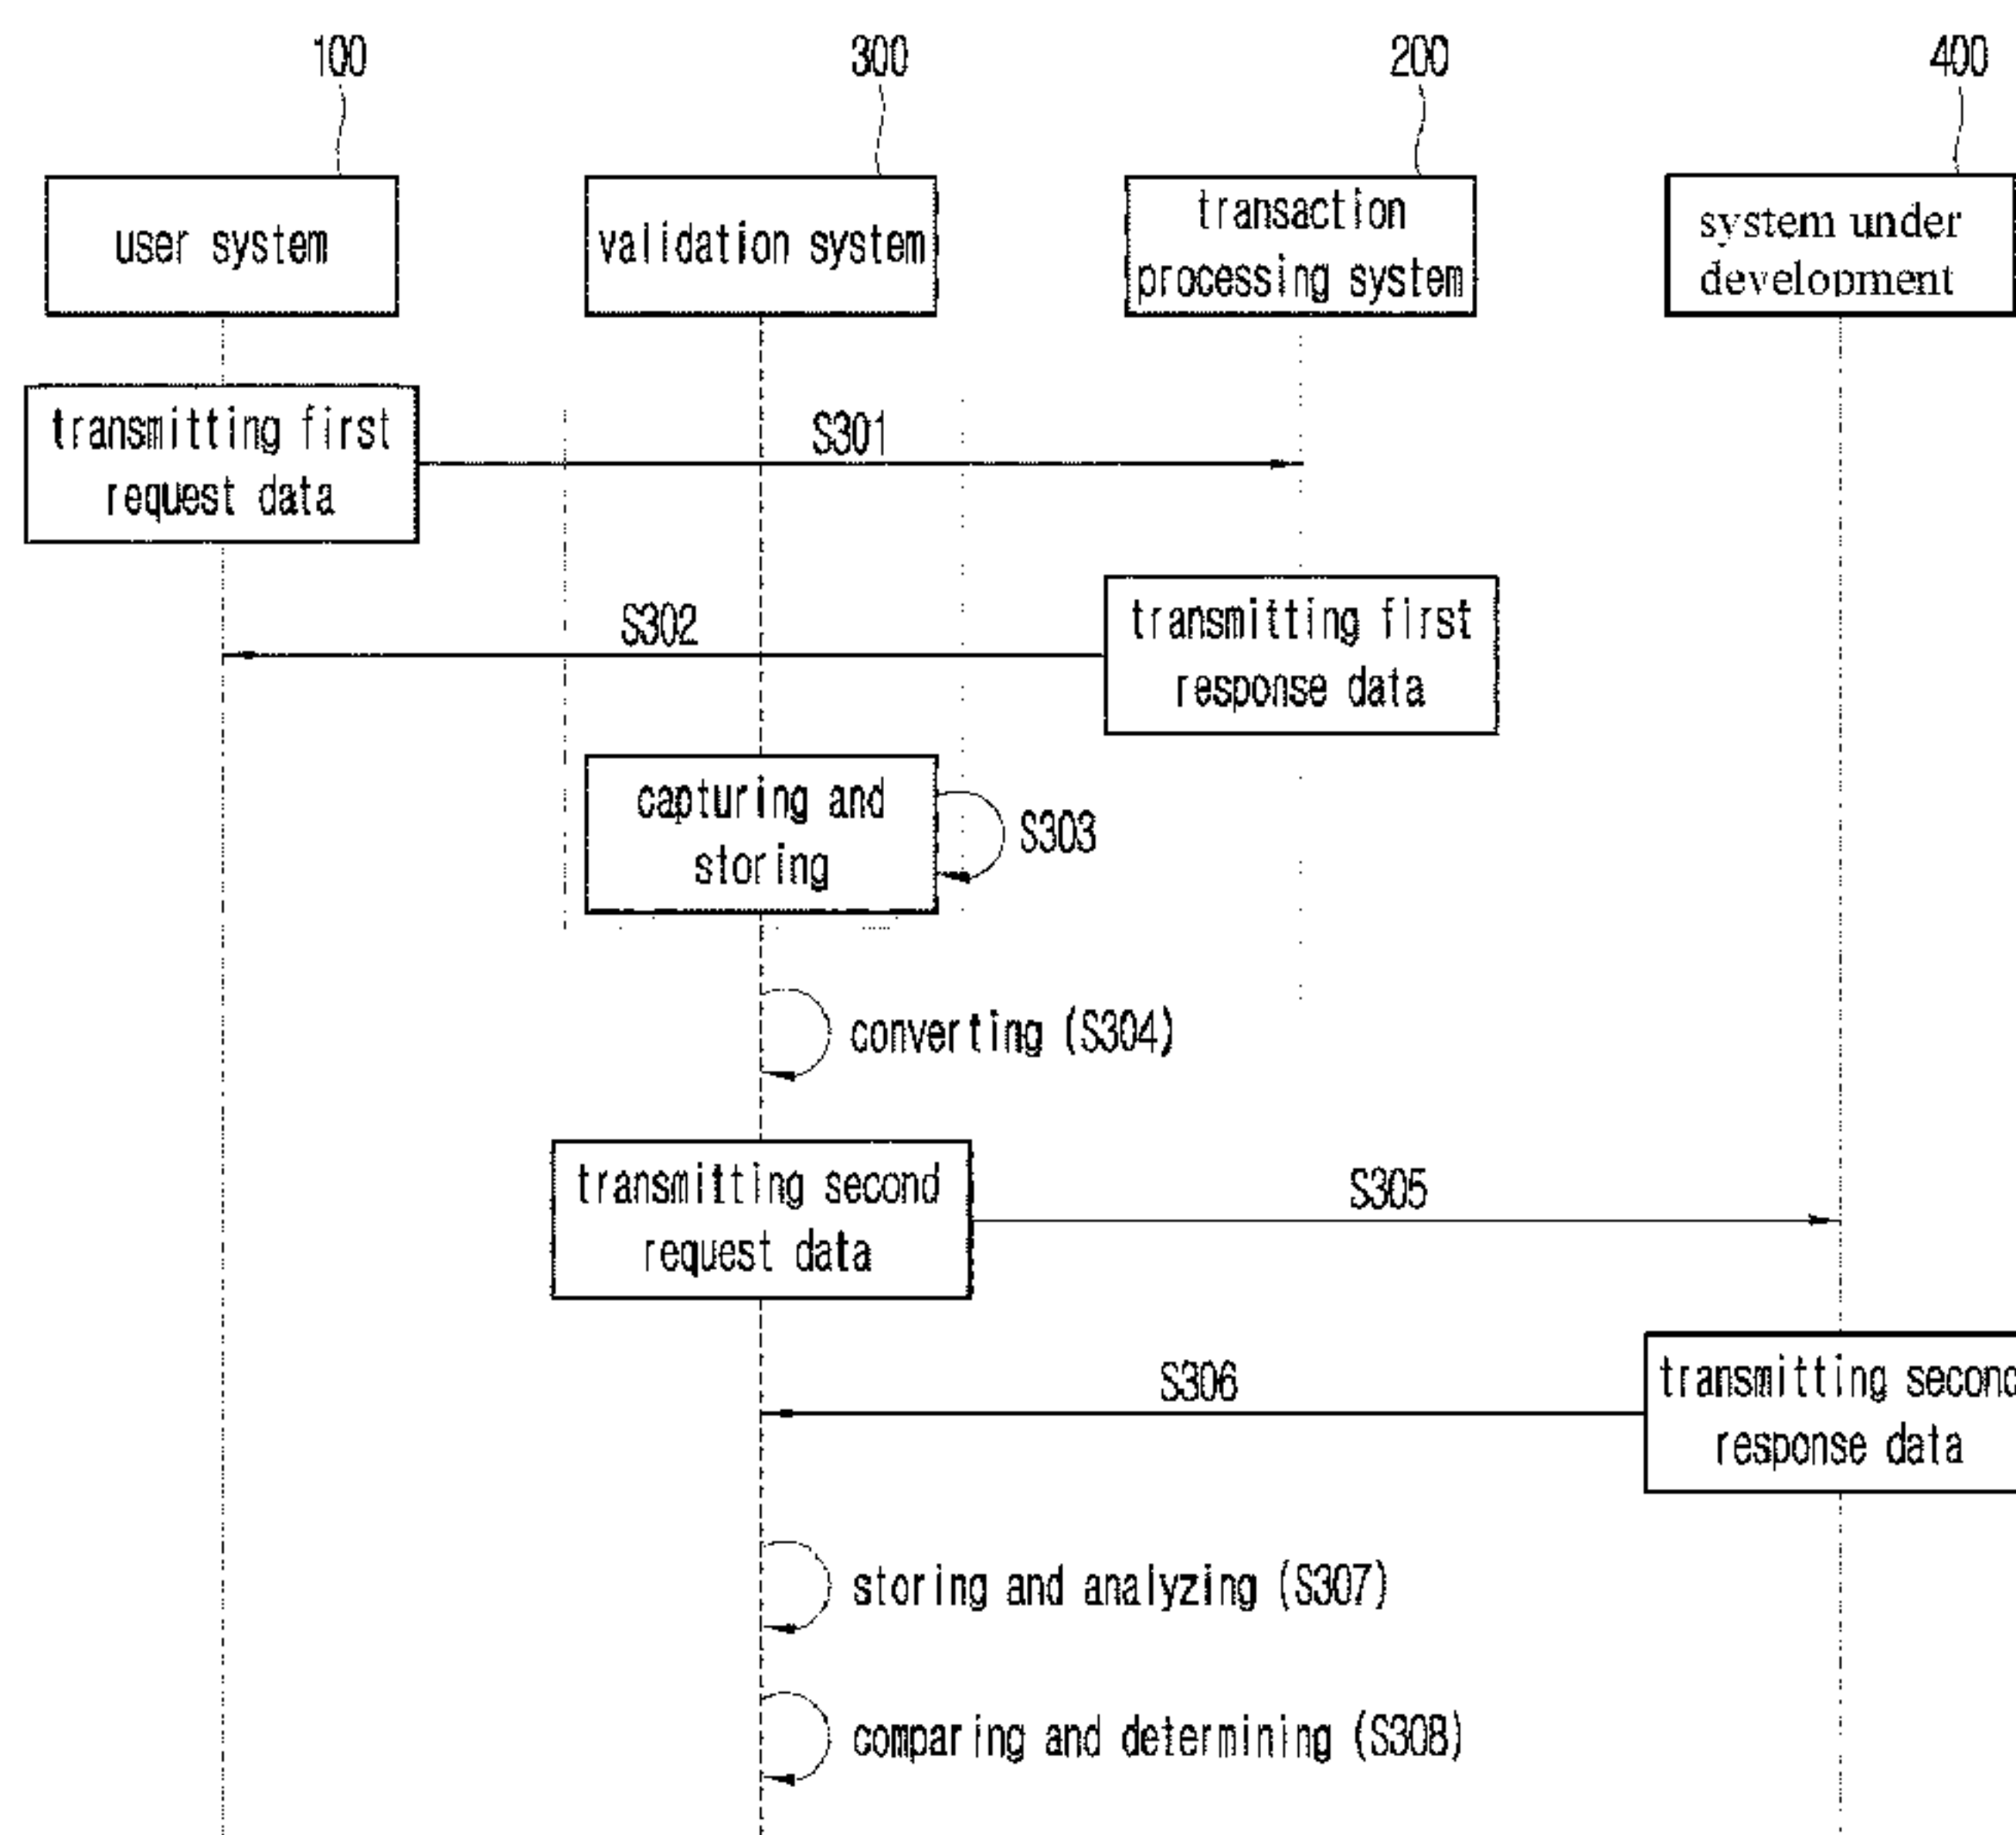 100
300
200
400
user system
validation system
transaction
processing system
system under
development
transmitting first
request data
S301
S302
transmitting first
response data
capturing and
storing
S303
converting (S304)
transmitting second
request data
S305
S306
transmitting second
response data
storing and analyzing (S307)
comparing and determining (S308)